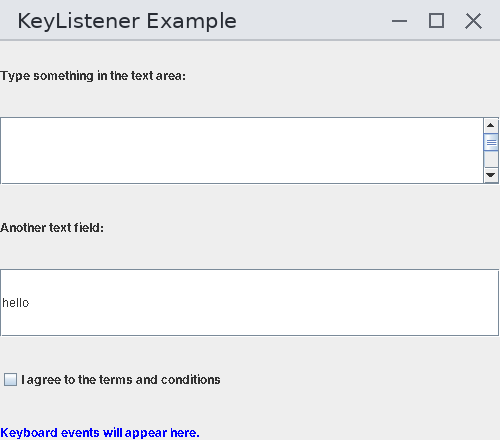 KeyListener Example
Type something in the text area:
Another text field:
hello
I agree to the terms and conditions
Keyboard events will appear here.